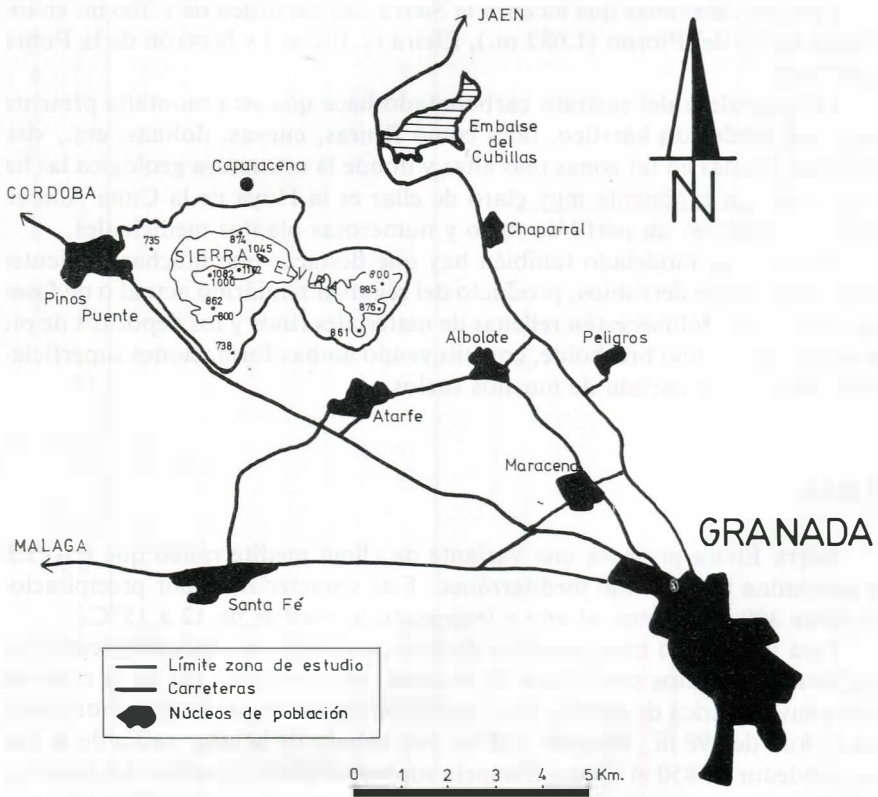 JAEN
Embalse
del
Cubillas
N
Caparacena
CORDOBA
Chaparral
735
874
SIERRA
1045
ELVIRA
1082
1000
800
885
876
861
862
800
738
Pinos
Puente
Albolote
Peligros
Atarfe
Maracena
GRANADA
MALAGA
Santa Fé
Límite zona de estudio
Carreteras
Núcleos de población
0 1 2 3 4 5 Km.